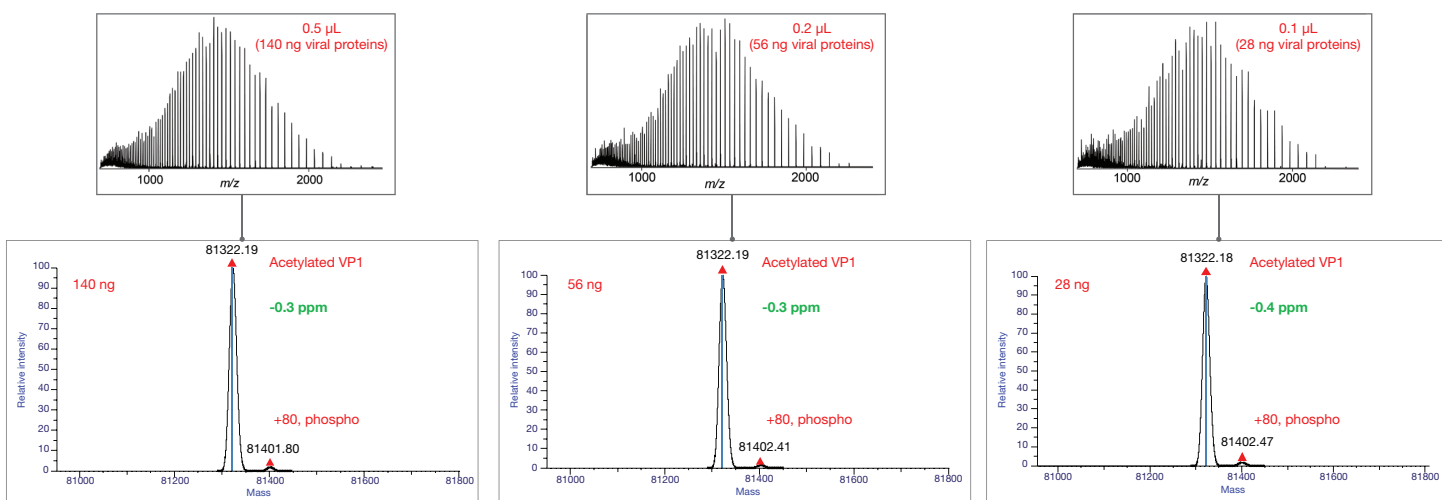 0.5 µL
(140 ng viral proteins)
1000
2000
m/z
0.2 µL
(56 ng viral proteins)
1000
2000
m/z
0.1 µL
(28 ng viral proteins)
1000
2000
m/z
81322.19
Acetylated VP1
140 ng
-0.3 ppm
+80, phospho
81401.80
Relative intensity
100
90
80
70
60
50
40
30
20
10
0
81000
81200
81400
81600
81800
Mass
81322.19
Acetylated VP1
56 ng
-0.3 ppm
+80, phospho
81402.41
Relative intensity
100
90
80
70
60
50
40
30
20
10
0
81000
81200
81400
81600
81800
Mass
81322.18
Acetylated VP1
28 ng
-0.4 ppm
+80, phospho
81402.47
Relative intensity
100
90
80
70
60
50
40
30
20
10
0
81000
81200
81400
81600
81800
Mass